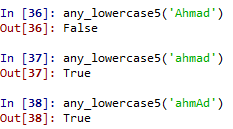 In [36]: any_lowercase5('Ahmad')
Out[36]: False
In [37]: any_lowercase5('ahmad')
Out[37]: True
In [38]: any_lowercase5('ahmAd')
Out[38]: True